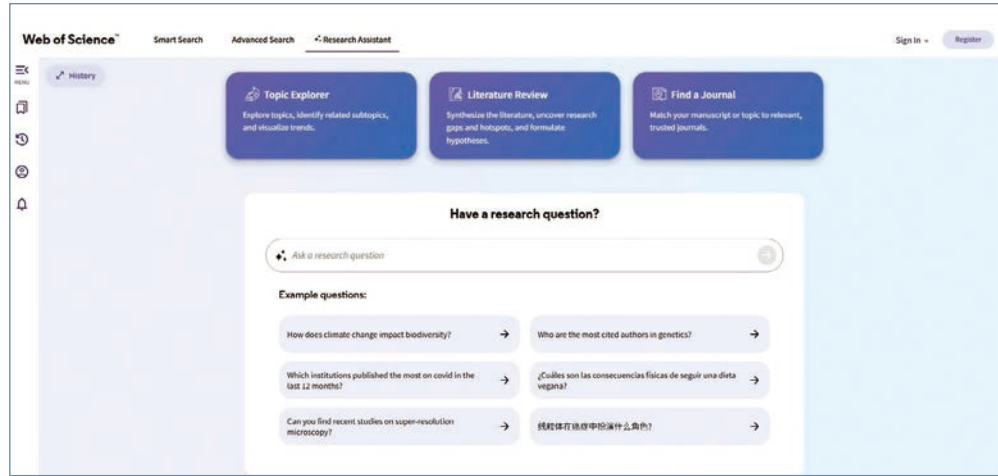 Web of Science™
Smart Search
Advanced Search
Research Assistant
Sign In
Register
MENU
History
Topic Explorer
Explore topics, identify related subtopics,
and visualize trends.
Literature Review
Synthesize the literature, uncover research
gaps and hotspots, and formulate
hypotheses.
Find a Journal
Match your manuscript or topic to relevant,
trusted journals.
Have a research question?
Ask a research question
Example questions:
How does climate change impact biodiversity?
Who are the most cited authors in genetics?
Which institutions published the most on covid in the
last 12 months?
¿Cuáles son las consecuencias físicas de seguir una dieta
vegana?
Can you find recent studies on super-resolution
microscopy?
线粒体在癌症中扮演什么角色?